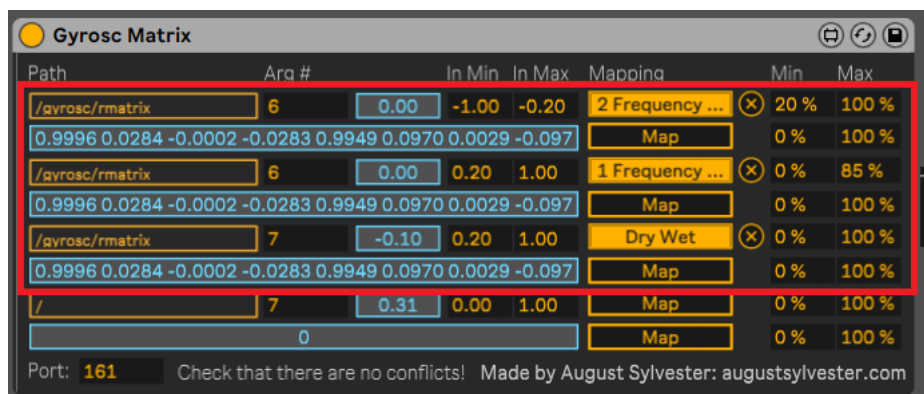 Gyrosc Matrix
Path Arg # In Min In Max Mapping Min Max
/gyrosc/rmatrix 6 0.00 -1.00 -0.20 2 Frequency ... 20 % 100 %
0.9996 0.0284 -0.0002 -0.0283 0.9949 0.0970 0.0029 -0.097 Map 0 % 100 %
/gyrosc/rmatrix 6 0.00 0.20 1.00 1 Frequency ... 0 % 85 %
0.9996 0.0284 -0.0002 -0.0283 0.9949 0.0970 0.0029 -0.097 Map 0 % 100 %
/gyrosc/rmatrix 7 -0.10 0.20 1.00 Dry Wet 0 % 100 %
0.9996 0.0284 -0.0002 -0.0283 0.9949 0.0970 0.0029 -0.097 Map 0 % 100 %
/ 7 0.31 0.00 1.00 Map 0 % 100 %
0 Map 0 % 100 %
Port: 161 Check that there are no conflicts! Made by August Sylvester: augustsylvester.com